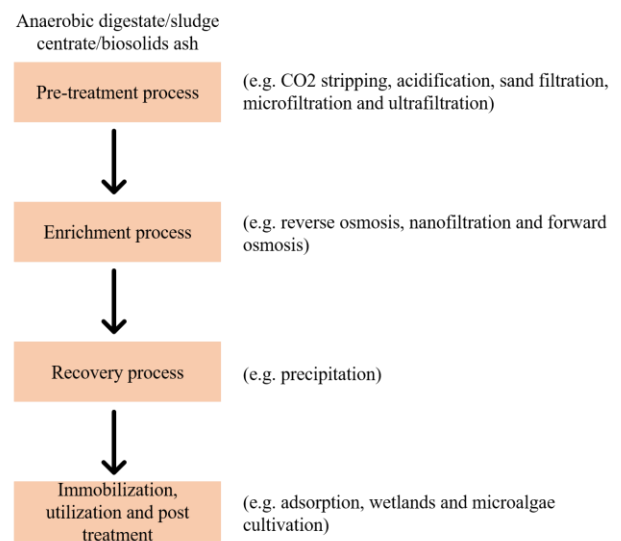 Anaerobic digestate/sludge
centrate/biosolids ash
Pre-treatment process
(e.g. CO2 stripping, acidification, sand filtration,
microfiltration and ultrafiltration)
Enrichment process
(e.g. reverse osmosis, nanofiltration and forward
osmosis)
Recovery process
(e.g. precipitation)
Immobilization,
utilization and post
treatment
(e.g. adsorption, wetlands and microalgae
cultivation)